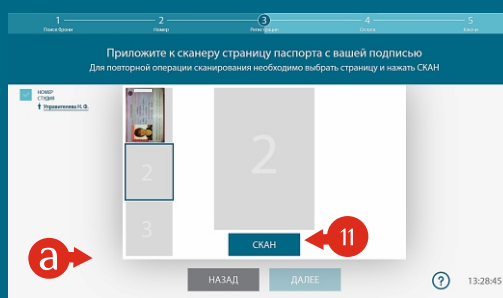 1
2
3
4
5
Поиск брони
Номер
Регистрация
Оплата
Ключи
Приложите к сканеру страницу паспорта с вашей подписью
Для повторной операции сканирования необходимо выбрать страницу и нажать СКАН
НОМЕР
СТУДИЯ
2
2
3
СКАН
11
а
НАЗАД
ДАЛЕЕ
?
13:28:45